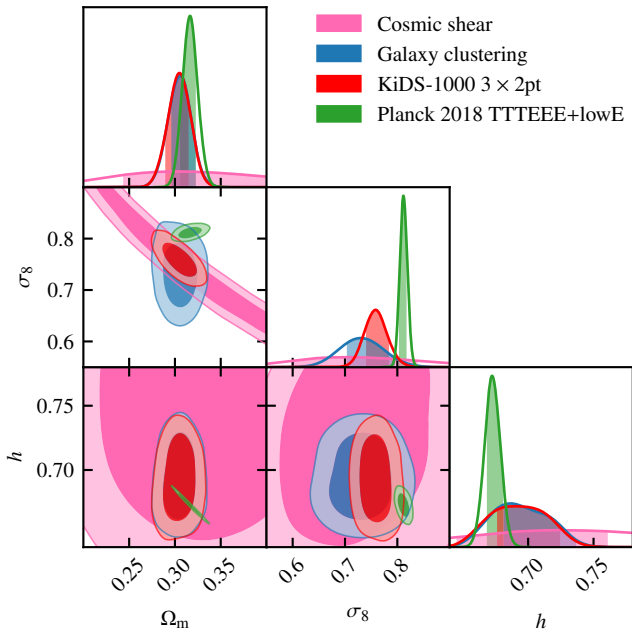 Cosmic shear
Galaxy clustering
KiDS-1000 3 × 2pt
Planck 2018 TTTEEE+lowE
0.8
0.7
0.6
σ8
0.75
0.70
h
0.25
0.30
0.35
Ωm
0.6
0.7
0.8
σ8
0.70
0.75
h